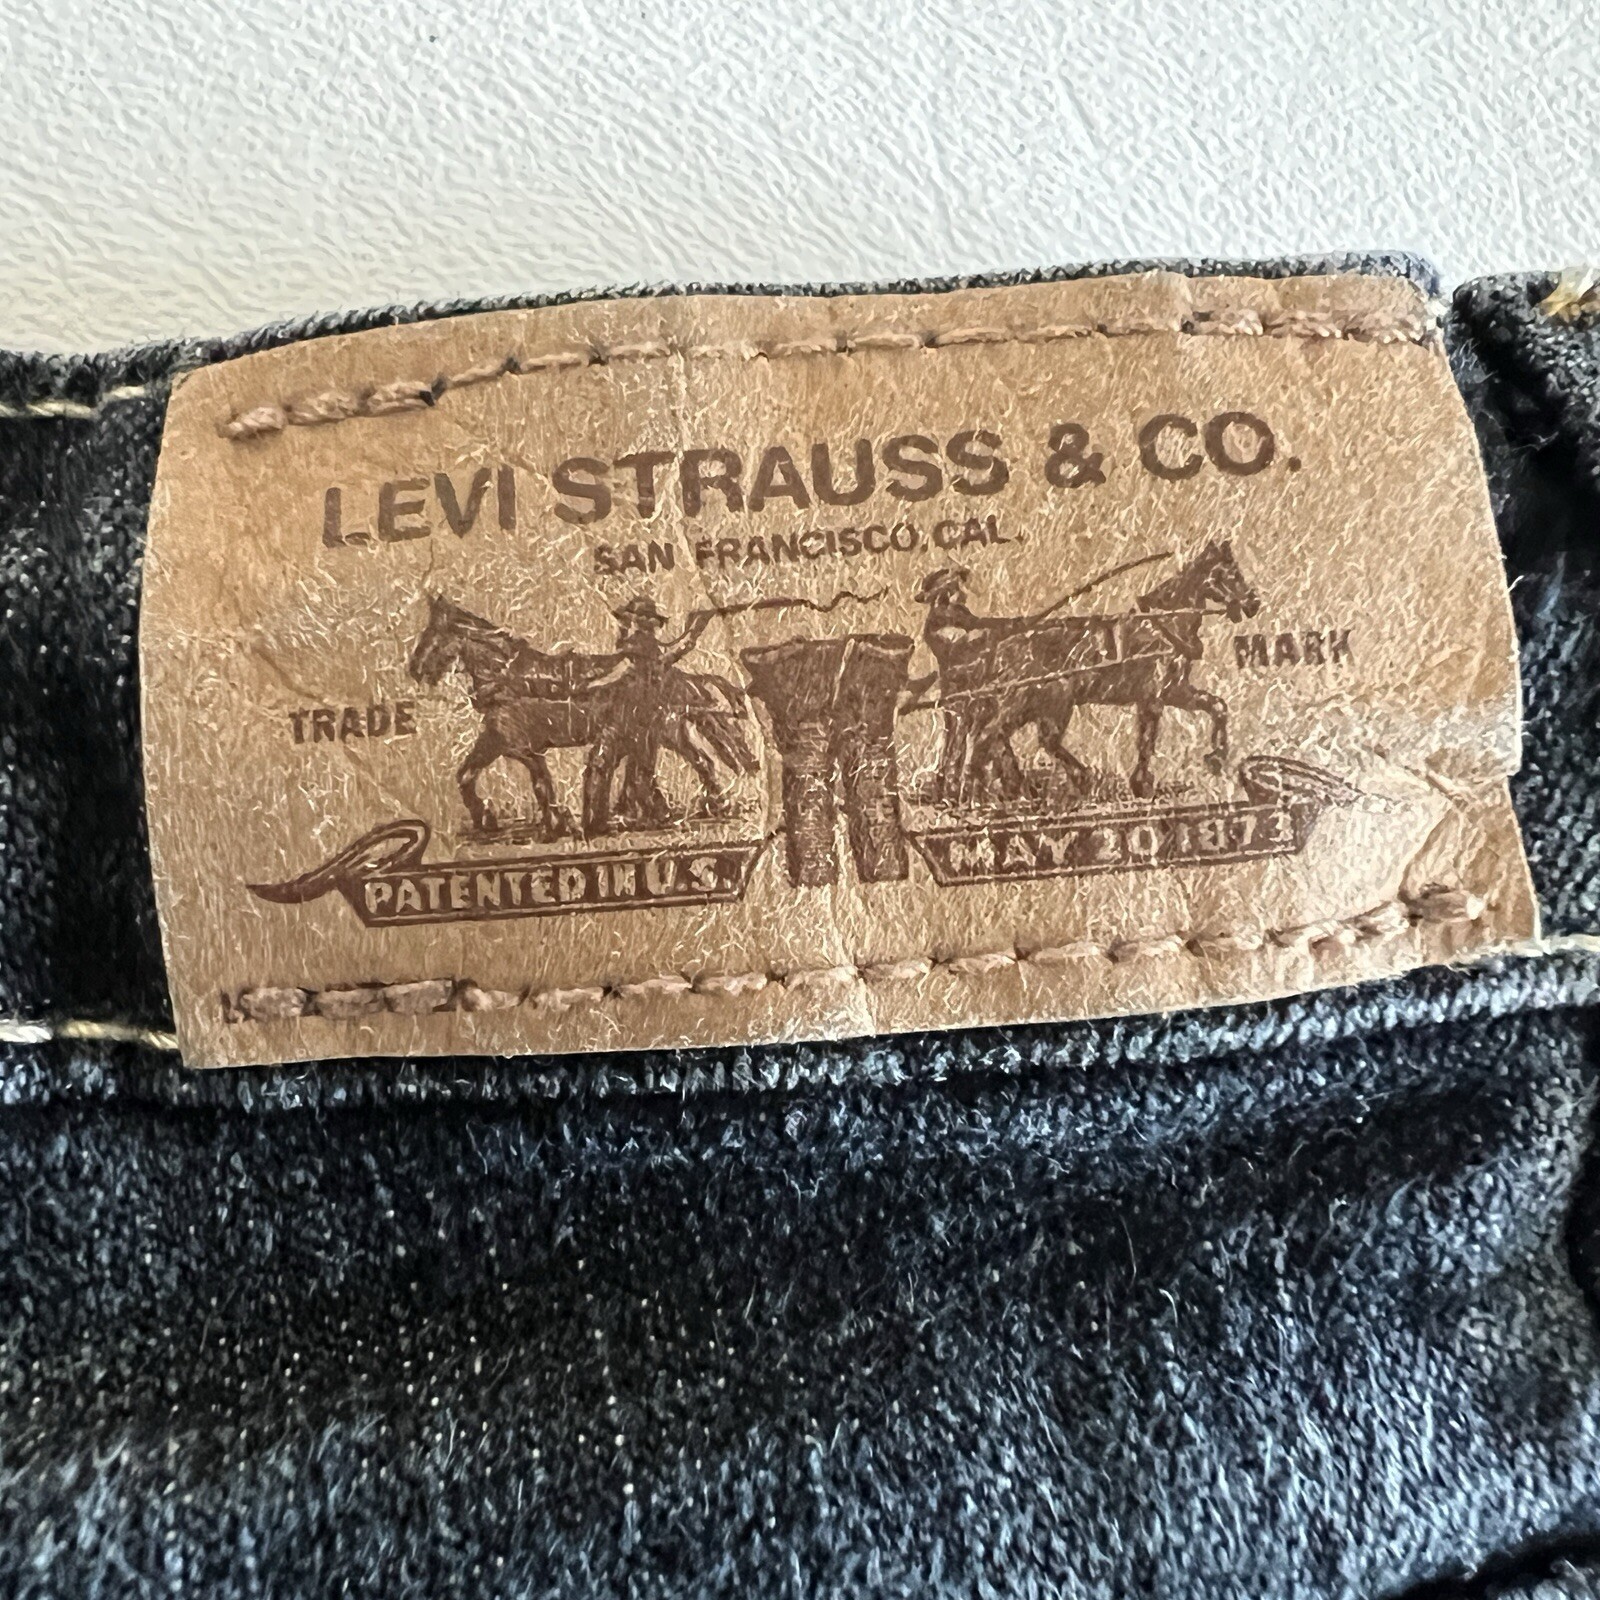 LEVI STRAUSS & CO.
SAN FRANCISCO, CAL.
TRADE MARK
PATENTED IN U.S. MAY 20 1873